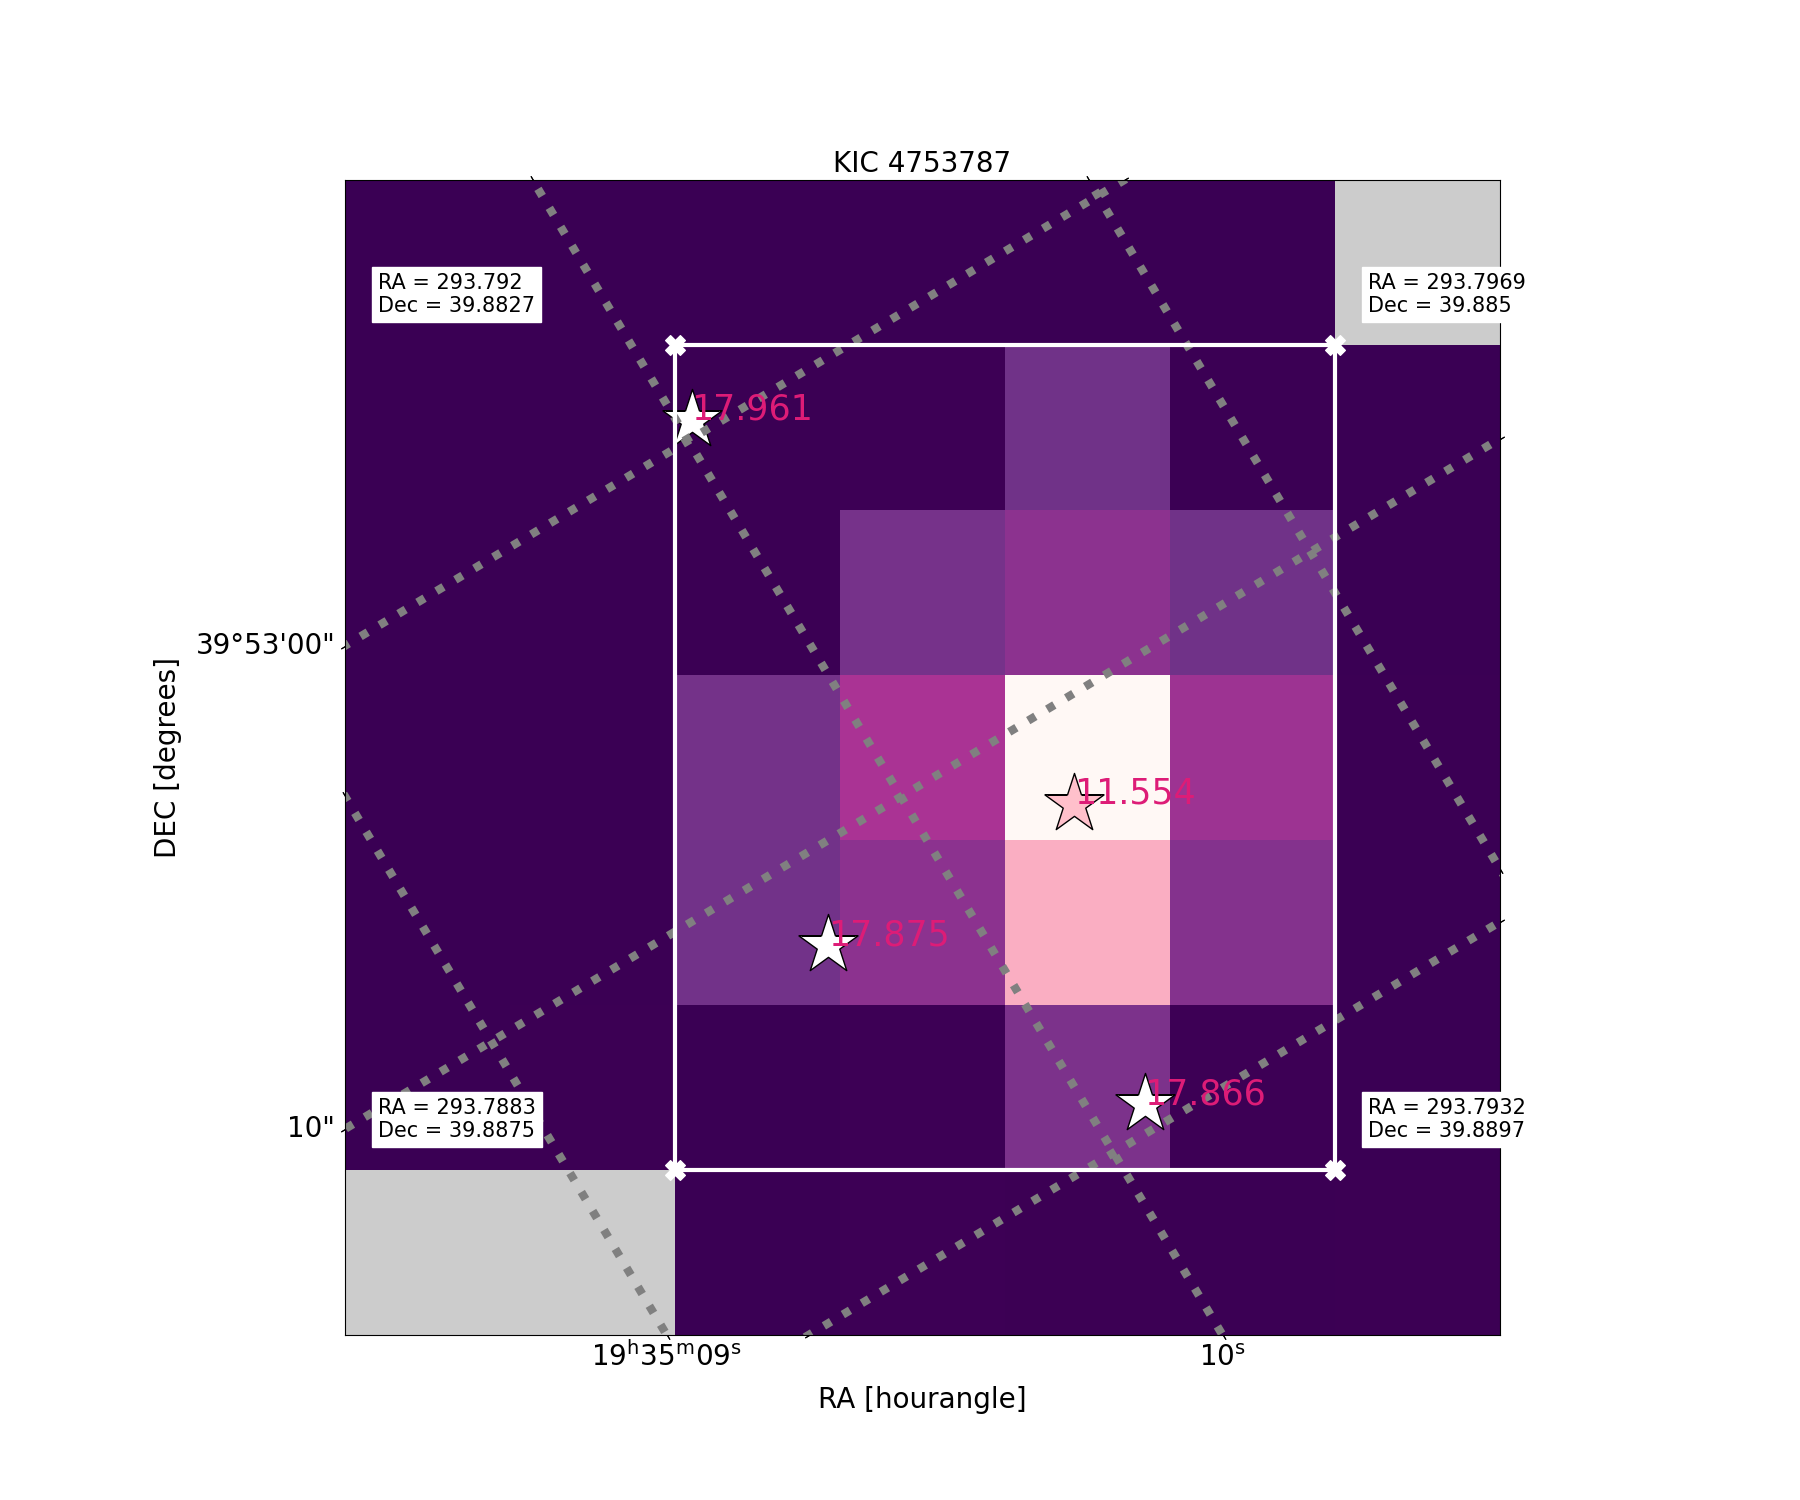 KIC 4753787
RA = 293.792
Dec = 39.8827
RA = 293.7969
Dec = 39.885
17.961
39°53'00"
11.554
DEC [degrees]
17.875
17.866
10"
RA = 293.7883
Dec = 39.8875
RA = 293.7932
Dec = 39.8897
19ʰ35ᵐ09ˢ
10ˢ
RA [hourangle]